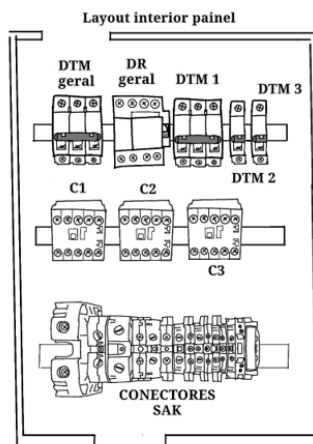 Layout interior painel
DTM
geral
DR
geral
DTM 1
DTM 3
DTM 2
C1
C2
C3
CONECTORES
SAK